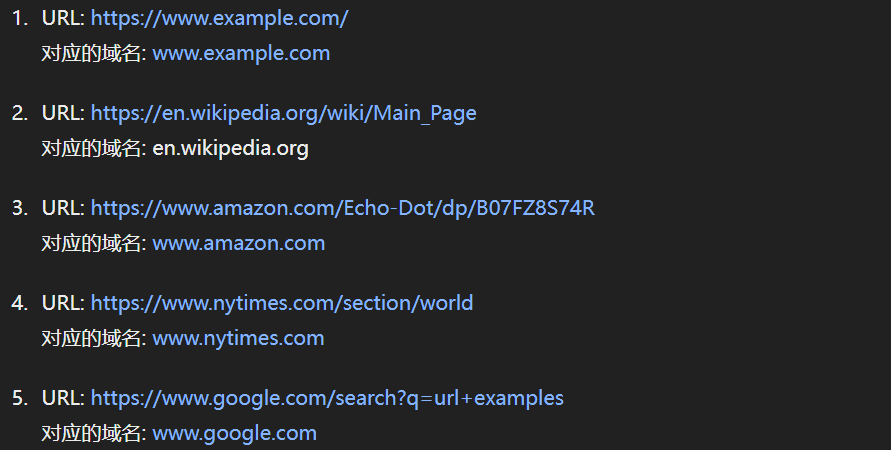 1. URL: https://www.example.com/
对应的域名: www.example.com
2. URL: https://en.wikipedia.org/wiki/Main_Page
对应的域名: en.wikipedia.org
3. URL: https://www.amazon.com/Echo-Dot/dp/B07FZ8S74R
对应的域名: www.amazon.com
4. URL: https://www.nytimes.com/section/world
对应的域名: www.nytimes.com
5. URL: https://www.google.com/search?q=url+examples
对应的域名: www.google.com